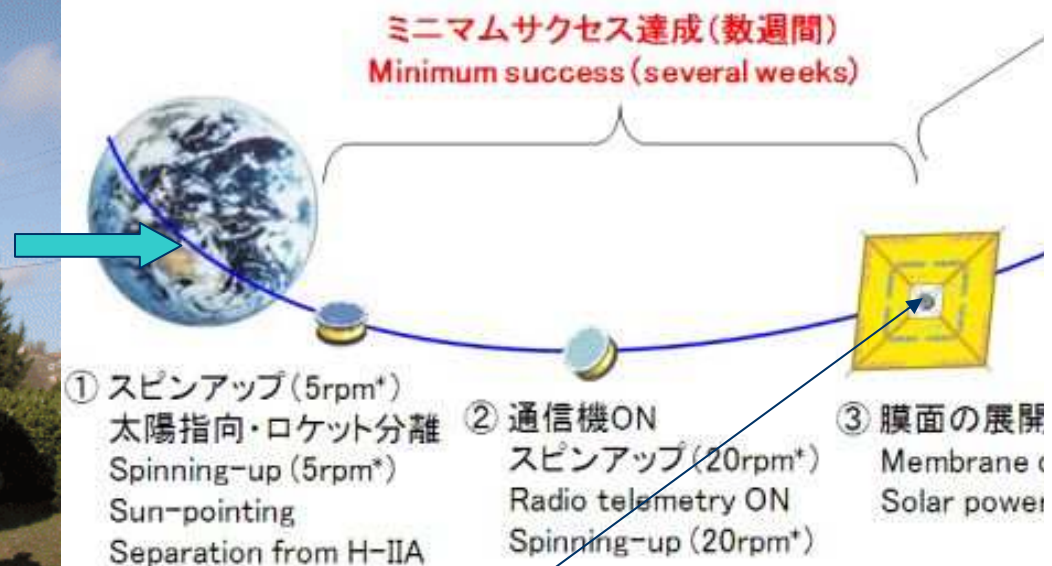 ミニマムサクセス達成(数週間)
Minimum success (several weeks)
① スピンアップ(5rpm*)
太陽指向・ロケット分離
Spinning-up (5rpm*)
Sun-pointing
Separation from H-IIA
② 通信機ON
スピンアップ(20rpm*)
Radio telemetry ON
Spinning-up (20rpm*)
③ 膜面の展開
Membrane
Solar power